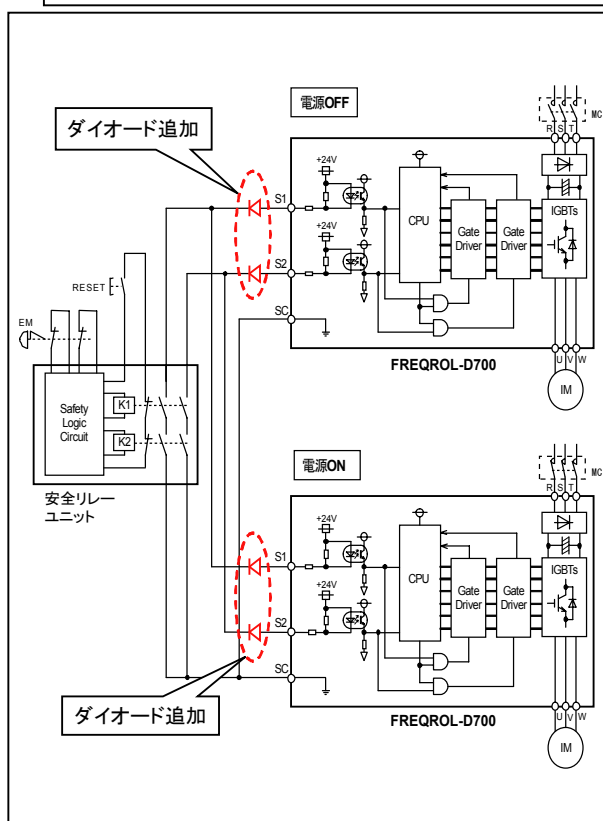 電源OFF
MC
R S T
ダイオード追加
+24V
S1
CPU
Gate
Driver
Gate
Driver
IGBTs
+24V
S2
RESET
SC
EM
FREQROL-D700
U V W
IM
Safety
Logic
Circuit
K1
K2
安全リレー
ユニット
電源ON
MC
R S T
+24V
S1
CPU
Gate
Driver
Gate
Driver
IGBTs
+24V
S2
SC
ダイオード追加
FREQROL-D700
U V W
IM